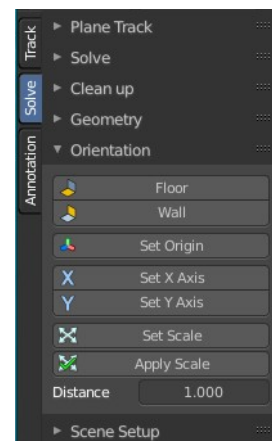 Track
Solve
Annotation
Plane Track
Solve
Clean up
Geometry
Orientation
Floor
Wall
Set Origin
X Set X Axis
Y Set Y Axis
Set Scale
Apply Scale
Distance 1.000
Scene Setup